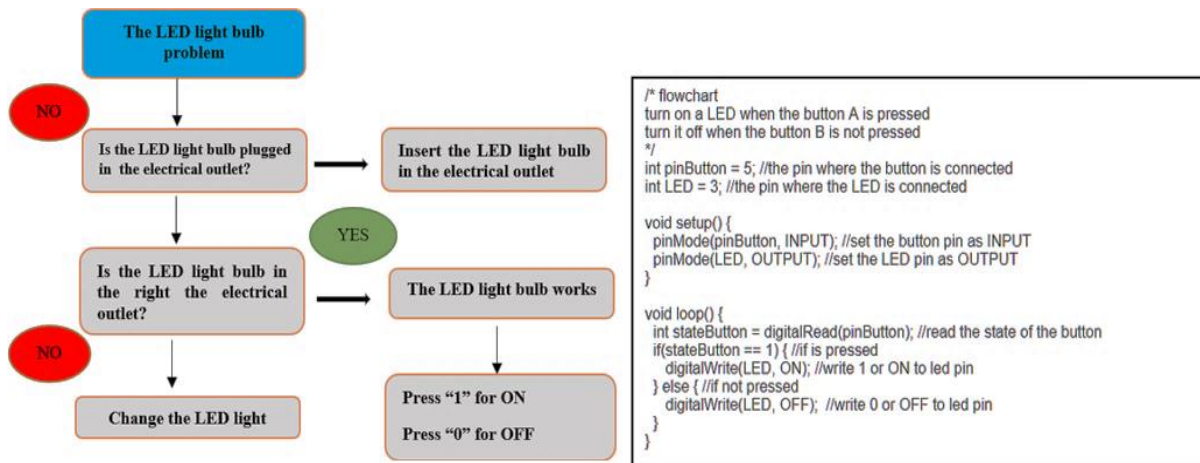 The LED light bulb
problem
NO
Is the LED light bulb plugged
in the electrical outlet?
Insert the LED light bulb
in the electrical outlet
YES
Is the LED light bulb in
the right the electrical
outlet?
The LED light bulb works
NO
Change the LED light
Press “1” for ON
Press “0” for OFF
/* flowchart
turn on a LED when the button A is pressed
turn it off when the button B is not pressed
*/
int pinButton = 5; //the pin where the button is connected
int LED = 3; //the pin where the LED is connected
void setup() {
pinMode(pinButton, INPUT); //set the button pin as INPUT
pinMode(LED, OUTPUT); //set the LED pin as OUTPUT
}
void loop() {
int stateButton = digitalRead(pinButton); //read the state of the button
if(stateButton == 1) { //if is pressed
digitalWrite(LED, ON); //write 1 or ON to led pin
} else { //if not pressed
digitalWrite(LED, OFF); //write 0 or OFF to led pin
}
}